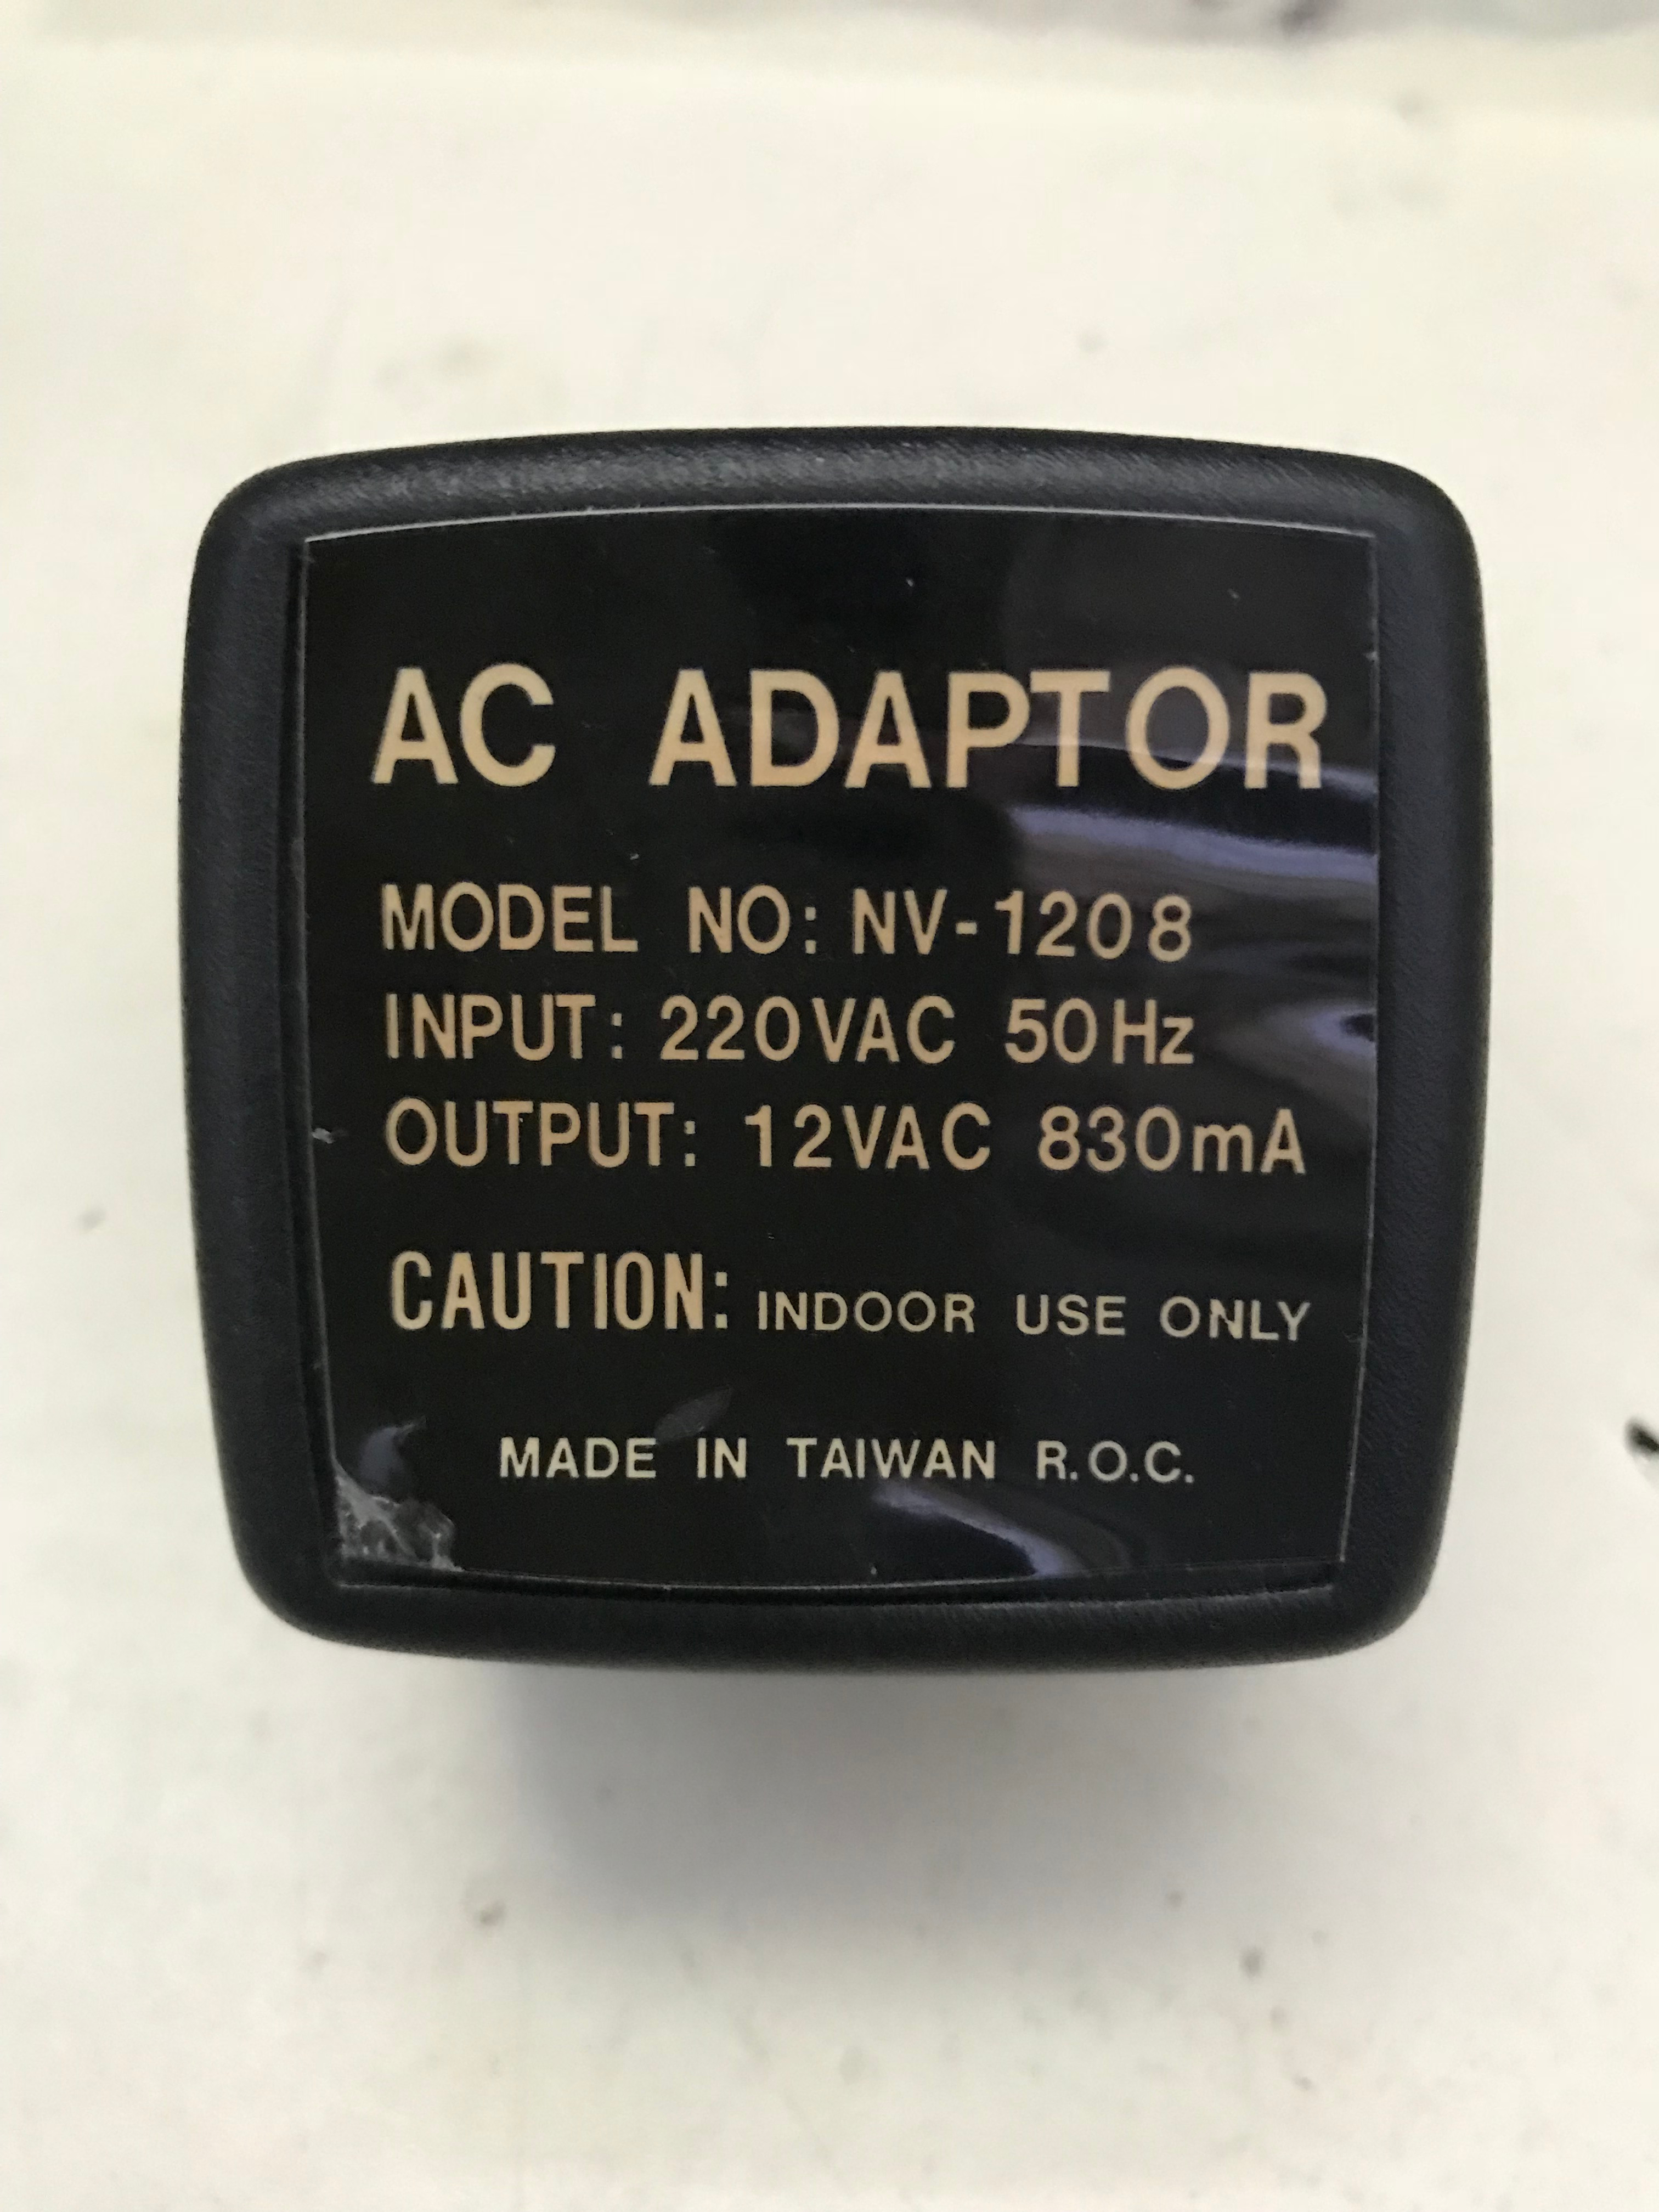 AC ADAPTOR
MODEL NO: NV-1208
INPUT: 220VAC 50Hz
OUTPUT: 12VAC 830mA
CAUTION: INDOOR USE ONLY
MADE IN TAIWAN R.O.C.